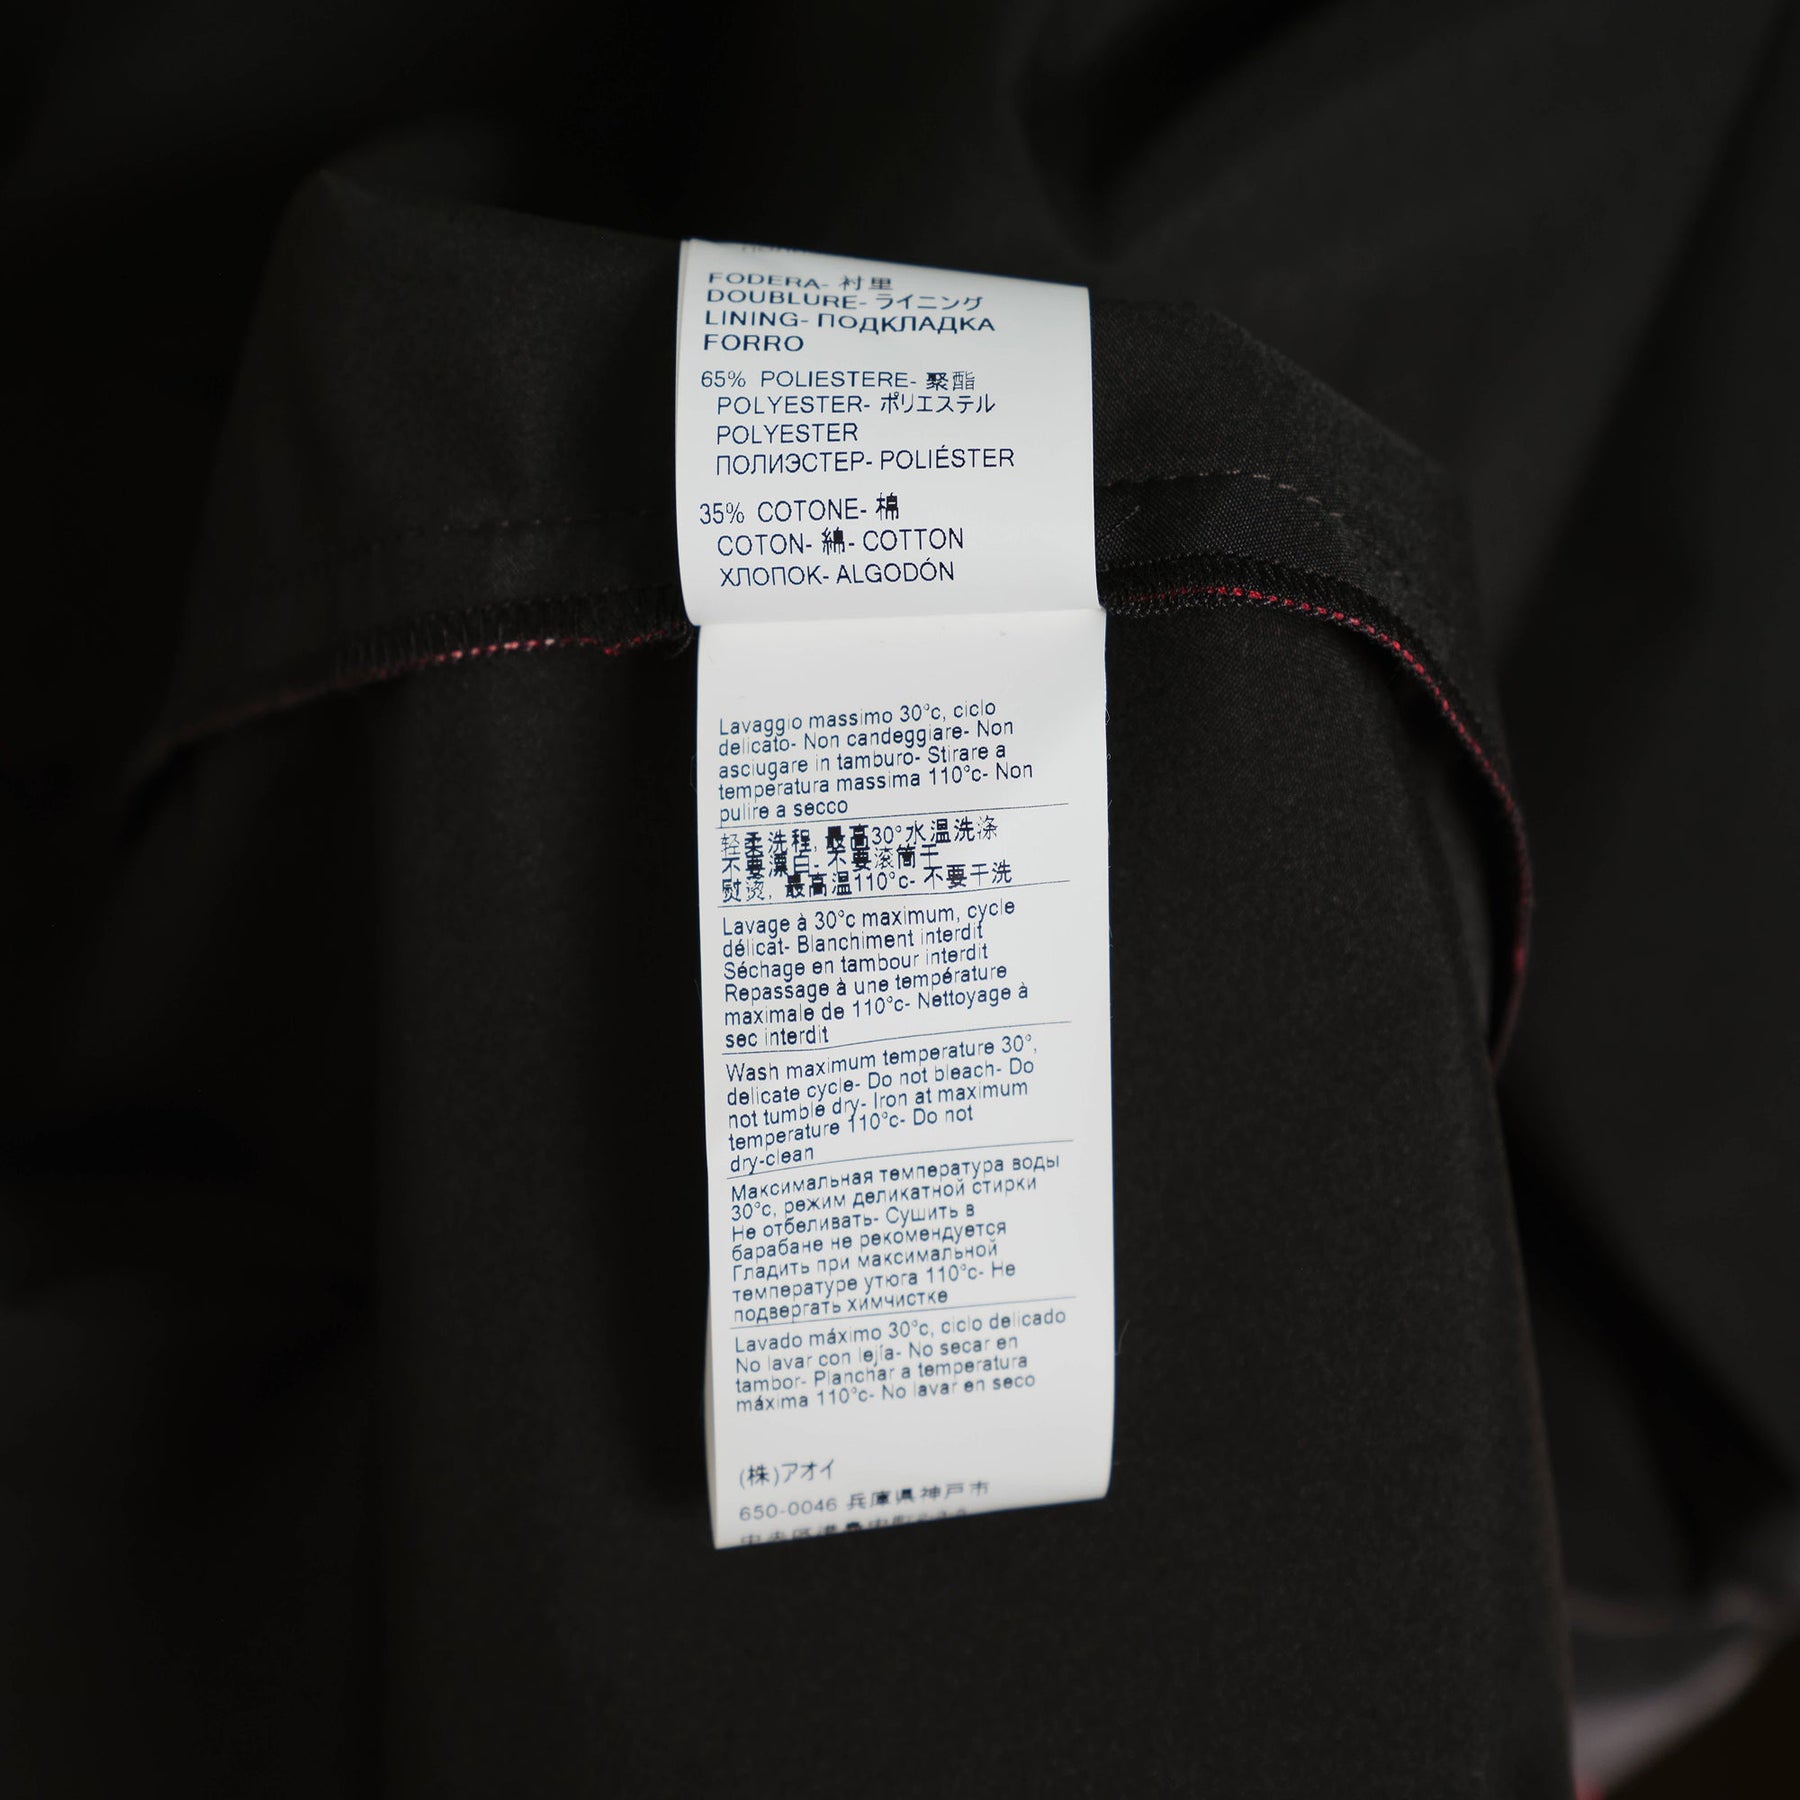 FODERA- 衬里
DOUBLURE- ライニング
LINING- ПОДКЛАДКА
FORRO
65% POLIESTERE- 聚酯
POLYESTER- ポリエステル
POLYESTER
ПОЛИЭСТЕР- POLIÉSTER
35% COTONE- 棉
COTON- 綿- COTTON
ХЛОПОК- ALGODÓN
Lavaggio massimo 30°c, ciclo
delicato- Non candeggiare- Non
asciugare in tamburo- Stirare a
temperatura massima 110°c- Non
pulire a secco
轻柔洗程, 最高30°水温洗涤
不要漂白- 不要滚筒干
熨烫, 最高温110°c- 不要干洗
Lavage à 30°c maximum, cycle
délicat- Blanchiment interdit
Séchage en tambour interdit
Repassage à une température
maximale de 110°c- Nettoyage à
sec interdit
Wash maximum temperature 30°,
delicate cycle- Do not bleach- Do
not tumble dry- Iron at maximum
temperature 110°c- Do not
dry-clean
Максимальная температура воды
30°c, режим деликатной стирки
Не отбеливать- Сушить в
барабане не рекомендуется
Гладить при максимальной
температуре утюга 110°c- Не
подвергать химчистке
Lavado máximo 30°c, ciclo delicado
No lavar con lejía- No secar en
tambor- Planchar a temperatura
máxima 110°c- No lavar en seco
(株)アオイ
650-0046 兵庫県神戸市